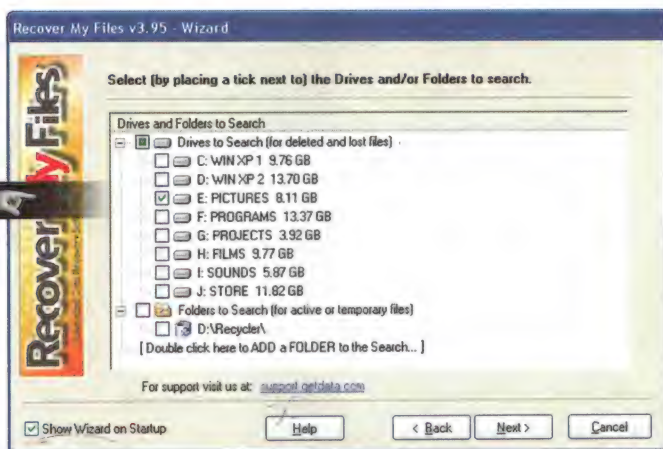 Recover My Files v3.95 - Wizard
Recover My Files
Select (by placing a tick next to) the Drives and/or Folders to search.
Drives and Folders to Search
Drives to Search (for deleted and lost files)
C: WIN XP 1 9.76 GB
D: WIN XP 2 13.70 GB
E: PICTURES 8.11 GB
F: PROGRAMS 13.37 GB
G: PROJECTS 3.92 GB
H: FILMS 9.77 GB
I: SOUNDS 5.87 GB
J: STORE 11.82 GB
Folders to Search (for active or temporary files)
D:\Recycler\
[ Double click here to ADD a FOLDER to the Search... ]
For support visit us at: support.getdata.com
Show Wizard on Startup
Help
< Back
Next >
Cancel